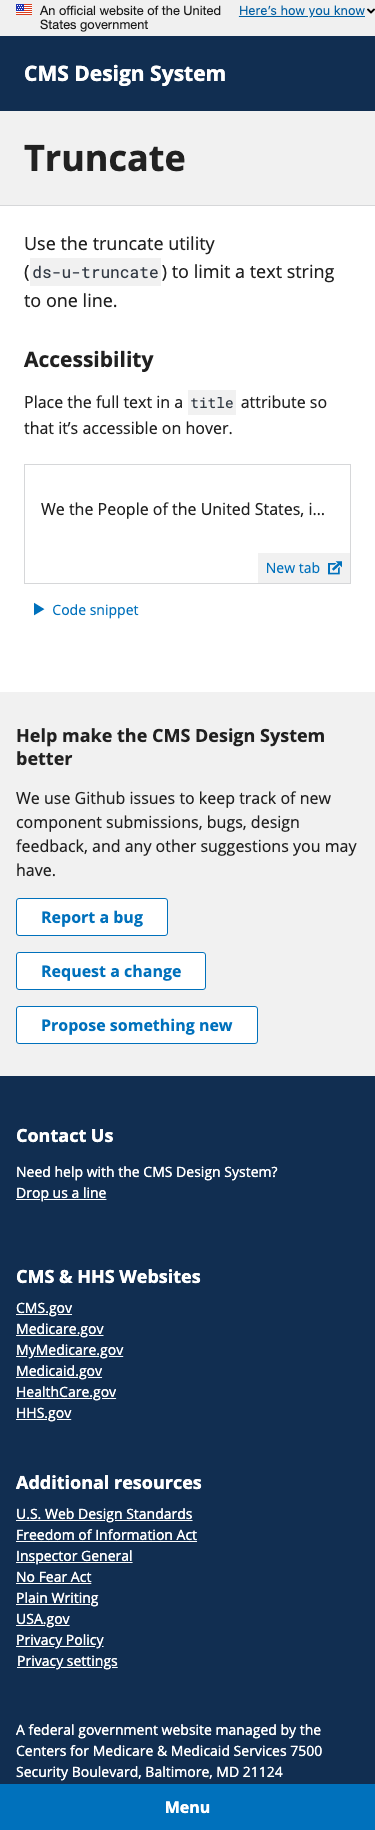 An official website of the United
States government
Here's how you know
CMS Design System
Truncate
Use the truncate utility
(ds-u-truncate) to limit a text string
to one line.
Accessibility
Place the full text in a title attribute so
that it’s accessible on hover.
We the People of the United States, i...
New tab
Code snippet
Help make the CMS Design System
better
We use Github issues to keep track of new
component submissions, bugs, design
feedback, and any other suggestions you may
have.
Report a bug
Request a change
Propose something new
Contact Us
Need help with the CMS Design System?
Drop us a line
CMS & HHS Websites
CMS.gov
Medicare.gov
MyMedicare.gov
Medicaid.gov
HealthCare.gov
HHS.gov
Additional resources
U.S. Web Design Standards
Freedom of Information Act
Inspector General
No Fear Act
Plain Writing
USA.gov
Privacy Policy
Privacy settings
A federal government website managed by the
Centers for Medicare & Medicaid Services 7500
Security Boulevard, Baltimore, MD 21124
Menu